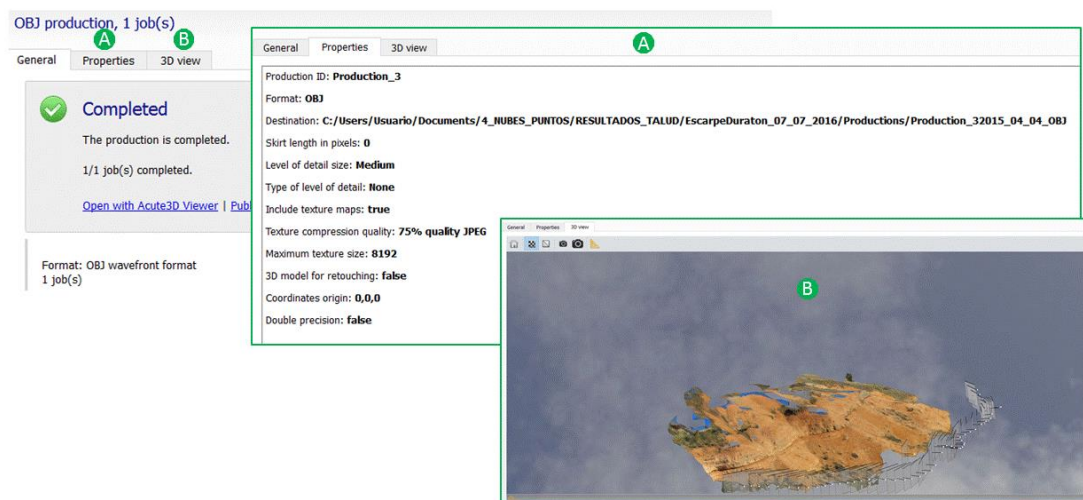 OBJ production, 1 job(s)
A
B
General Properties 3D view
Completed
The production is completed.
1/1 job(s) completed.
Open with Acute3D Viewer | Publ
Format: OBJ wavefront format
1 job(s)
General Properties 3D view
A
Production ID: Production_3
Format: OBJ
Destination: C:/Users/Usuario/Documents/4_NUBES_PUNTOS/RESULTADOS_TALUD/EscarpeDuraton_07_07_2016/Productions/Production_32015_04_04_OBJ
Skirt length in pixels: 0
Level of detail size: Medium
Type of level of detail: None
Include texture maps: true
Texture compression quality: 75% quality JPEG
Maximum texture size: 8192
3D model for retouching: false
Coordinates origin: 0,0,0
Double precision: false
General Properties 3D view
B